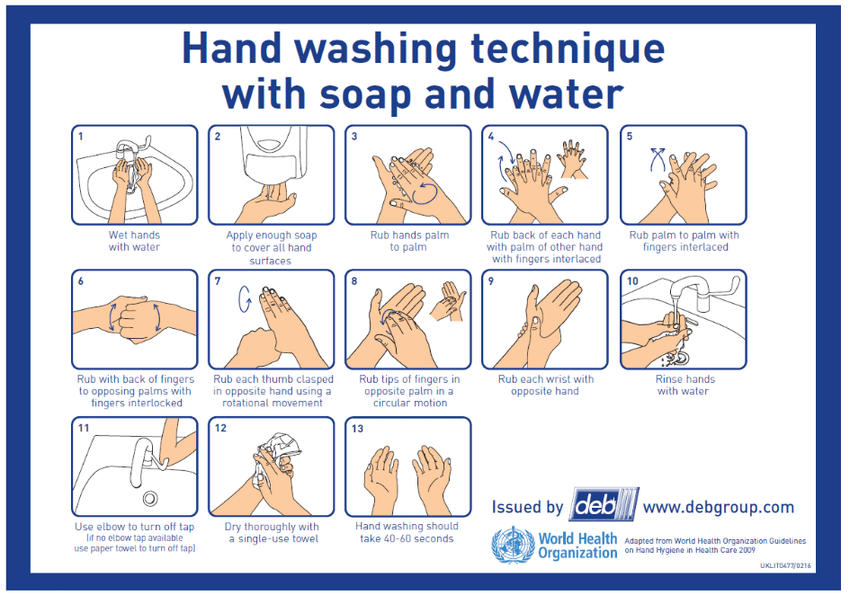 Hand washing technique
with soap and water
1
Wet hands
with water
2
Apply enough soap
to cover all hand
surfaces
3
Rub hands palm
to palm
4
Rub back of each hand
with palm of other hand
with fingers interlaced
5
Rub palm to palm with
fingers interlaced
6
Rub with back of fingers
to opposing palms with
fingers interlocked
7
Rub each thumb clasped
in opposite hand using a
rotational movement
8
Rub tips of fingers in
opposite palm in a
circular motion
9
Rub each wrist with
opposite hand
10
Rinse hands
with water
11
Use elbow to turn off tap
(if no elbow tap available
use paper towel to turn off tap)
12
Dry thoroughly with
a single-use towel
13
Hand washing should
take 40-60 seconds
Issued by deb www.debgroup.com
World Health
Organization
Adapted from World Health Organization Guidelines
on Hand Hygiene in Health Care 2009
UKLIT0477/0216